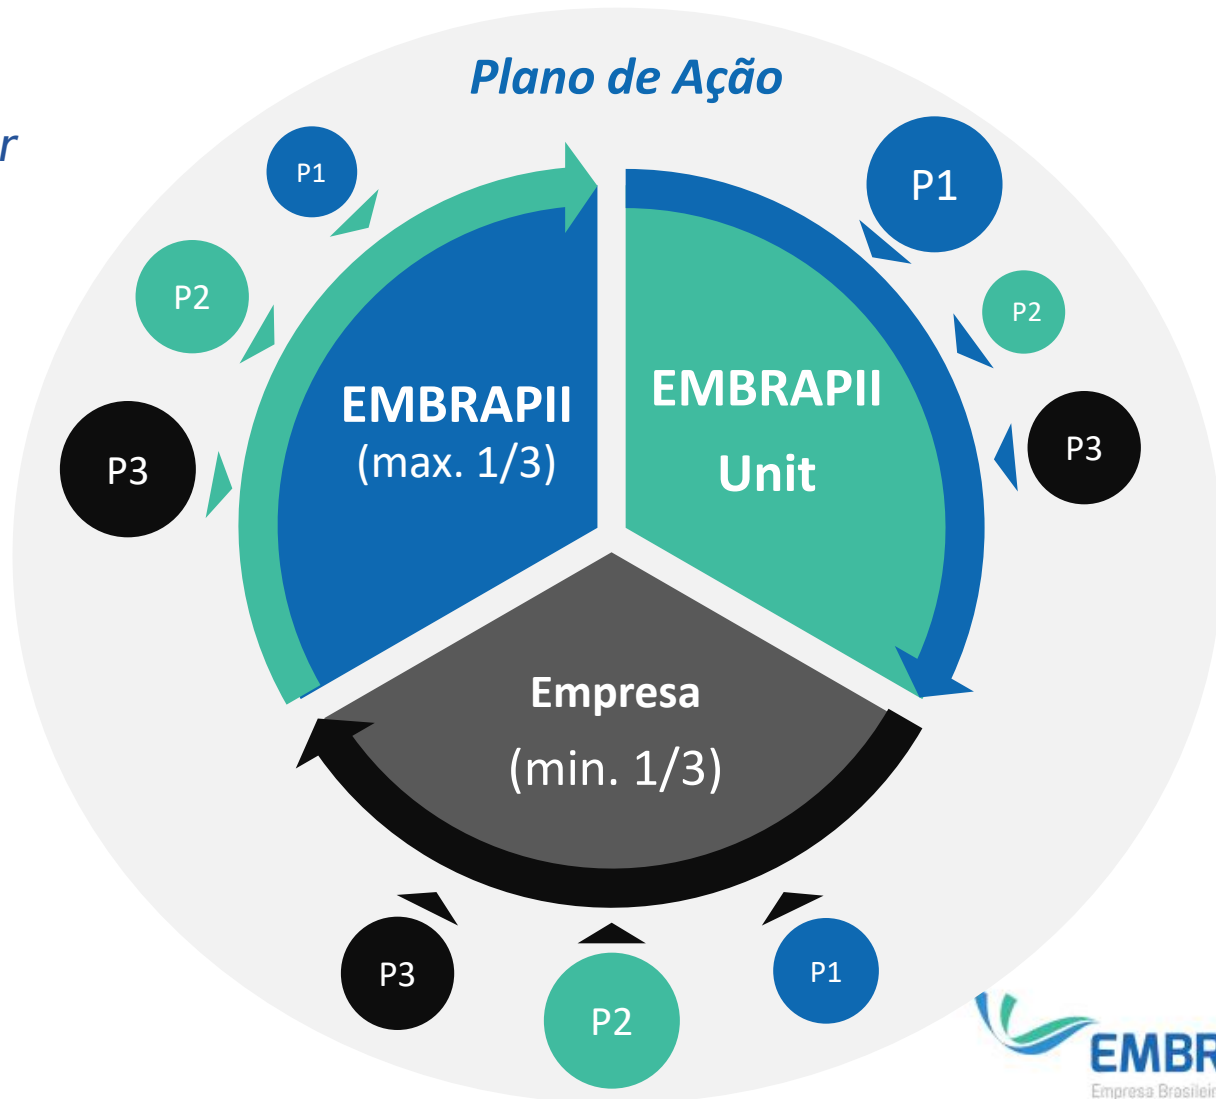 Plano de Ação
r
P1
P1
P2
P2
EMBRAPII
(max. 1/3)
EMBRAPII
Unit
P3
P3
Empresa
(min. 1/3)
P3
P2
P1
EMBR
Empresa Brasilei